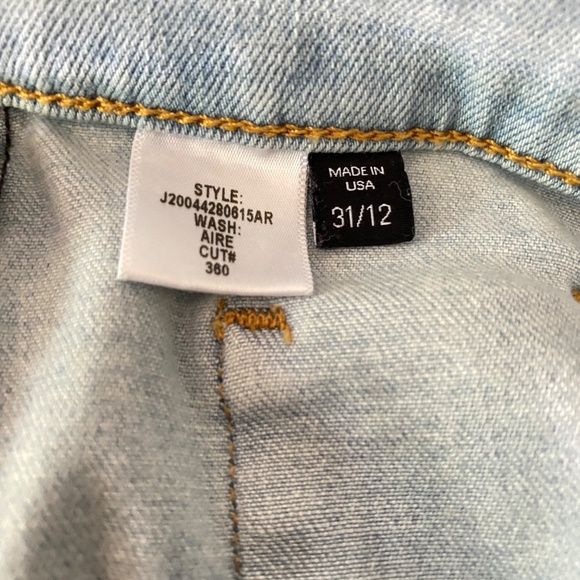 STYLE:
J20044280615AR
WASH:
AIRE
CUT#
360
MADE IN
USA
31/12